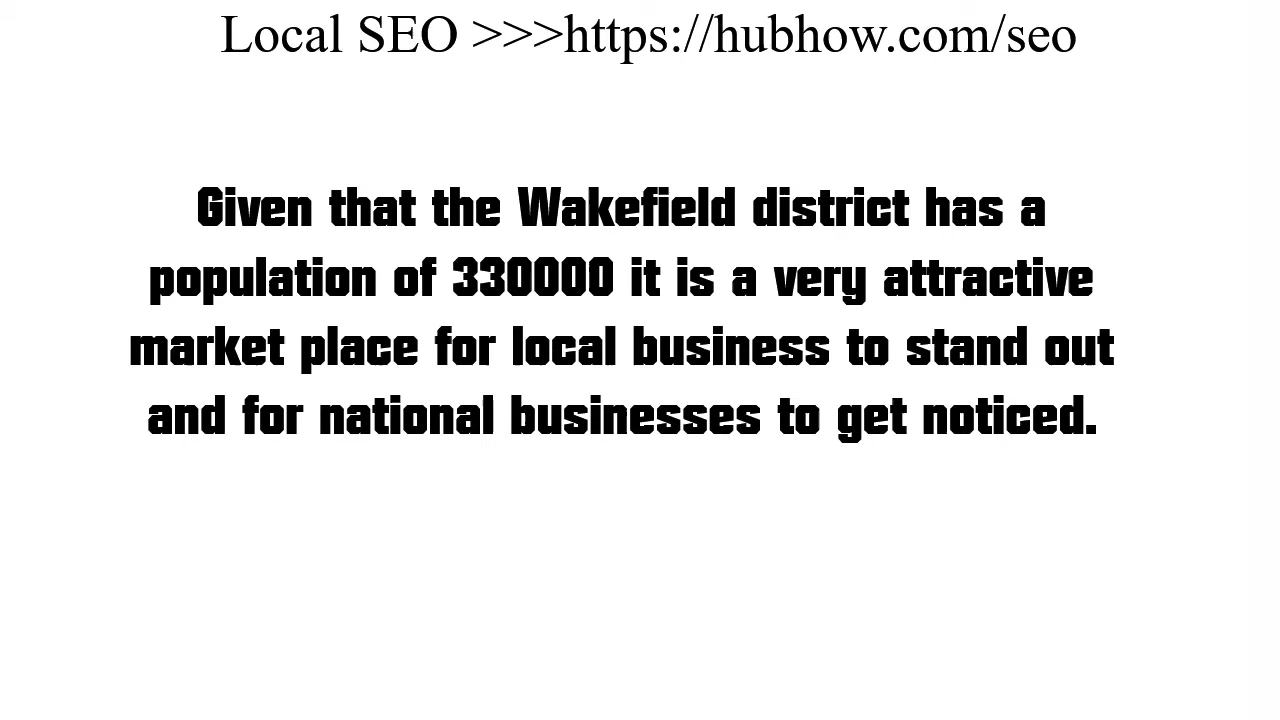 Local SEO >>>https://hubhow.com/seo
Given that the Wakefield district has a
population of 330000 it is a very attractive
market place for local business to stand out
and for national businesses to get noticed.